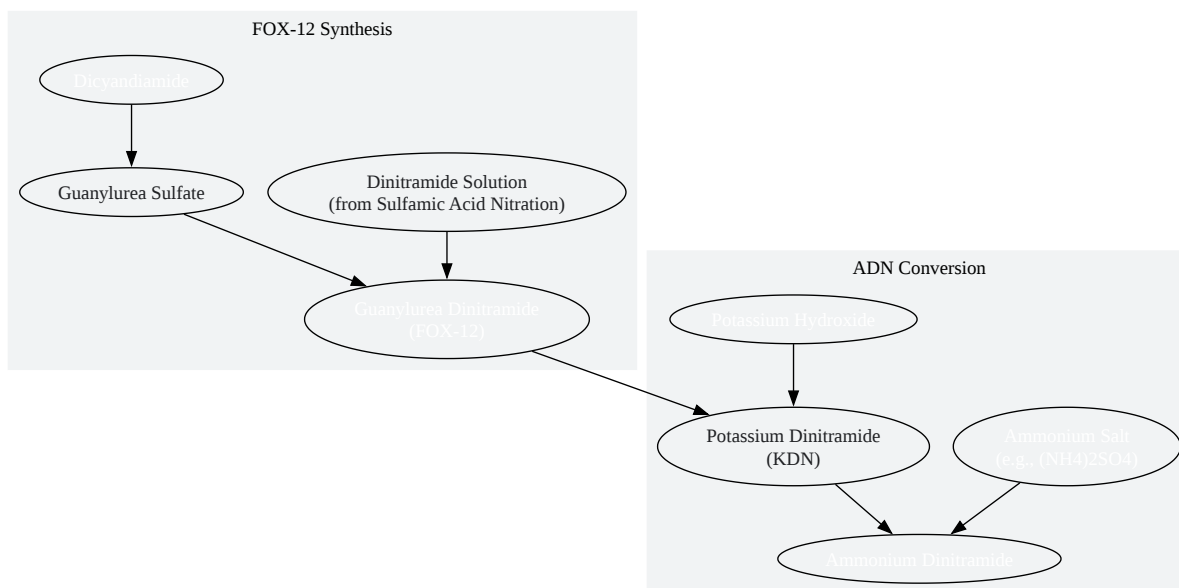 FOX-12 Synthesis
Dicyandiamide
Guanylurea Sulfate
Dinitramide Solution
(from Sulfamic Acid Nitration)
Guanylurea Dinitramide
(FOX-12)
ADN Conversion
Potassium Hydroxide
Potassium Dinitramide
(KDN)
Ammonium Salt
(e.g., (NH4)2SO4)
Ammonium Dinitramide